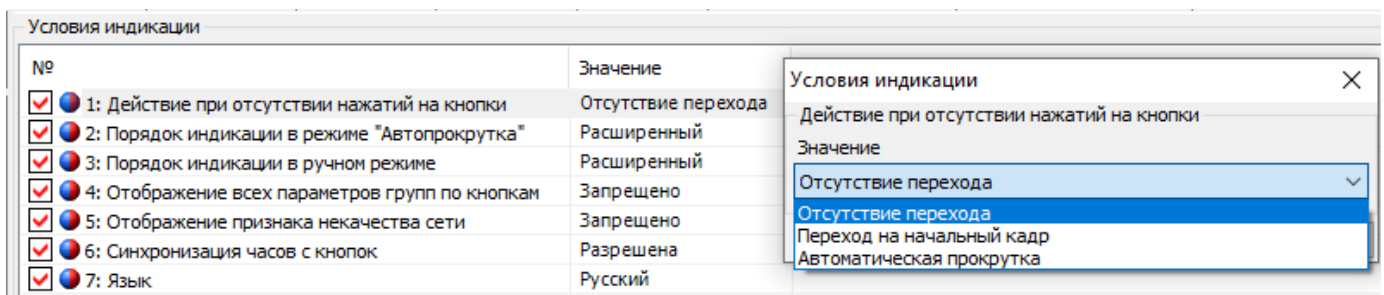 Условия индикации
№ Значение
1: Действие при отсутствии нажатий на кнопки Отсутствие перехода
2: Порядок индикации в режиме "Автопрокрутка" Расширенный
3: Порядок индикации в ручном режиме Расширенный
4: Отображение всех параметров групп по кнопкам Запрещено
5: Отображение признака некачества сети Запрещено
6: Синхронизация часов с кнопок Разрешена
7: Язык Русский
Условия индикации
Действие при отсутствии нажатий на кнопки
Значение
Отсутствие перехода
Отсутствие перехода
Переход на начальный кадр
Автоматическая прокрутка